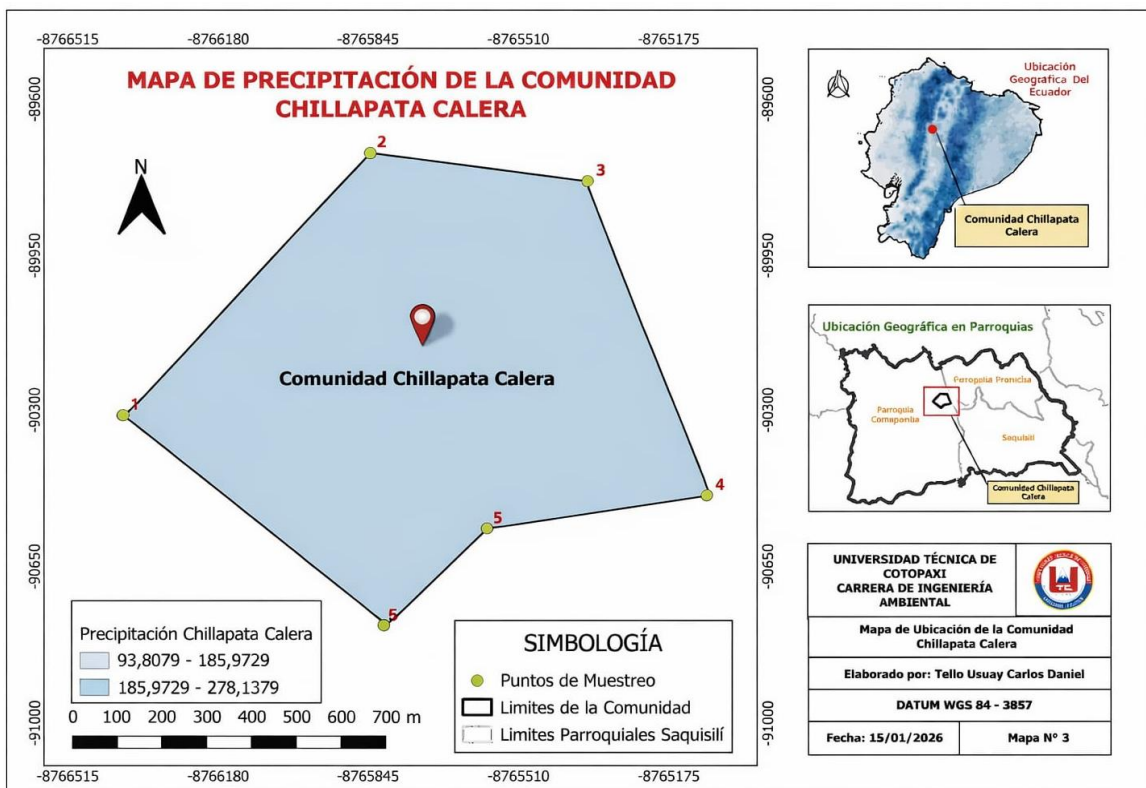 -8766515 -8766180 -8765845 -8765510 -8765175
MAPA DE PRECIPITACIÓN DE LA COMUNIDAD
CHILLAPATA CALERA
-89600
-89950
-90300
-90650
-91000
N
2
3
1
Comunidad Chillapata Calera
4
5
5
Precipitación Chillapata Calera
93,8079 - 185,9729
185,9729 - 278,1379
0 100 200 300 400 500 600 700 m
SIMBOLOGÍA
Puntos de Muestreo
Limites de la Comunidad
Limites Parroquiales Saquisilí
-89600
-89950
-90300
-90650
-91000
-8766515 -8766180 -8765845 -8765510 -8765175
Ubicación
Geografica Del
Ecuador
Comunidad Chillapata
Calera
Ubicación Geográfica en Parroquias
Parroquia
Saquisilí
Comunidad Chillapata
Calera
UNIVERSIDAD TÉCNICA DE
COTOPAXI
CARRERA DE INGENIERÍA
AMBIENTAL
Mapa de Ubicación de la Comunidad
Chillapata Calera
Elaborado por: Tello Usuay Carlos Daniel
DATUM WGS 84 - 3857
Fecha: 15/01/2026
Mapa N° 3